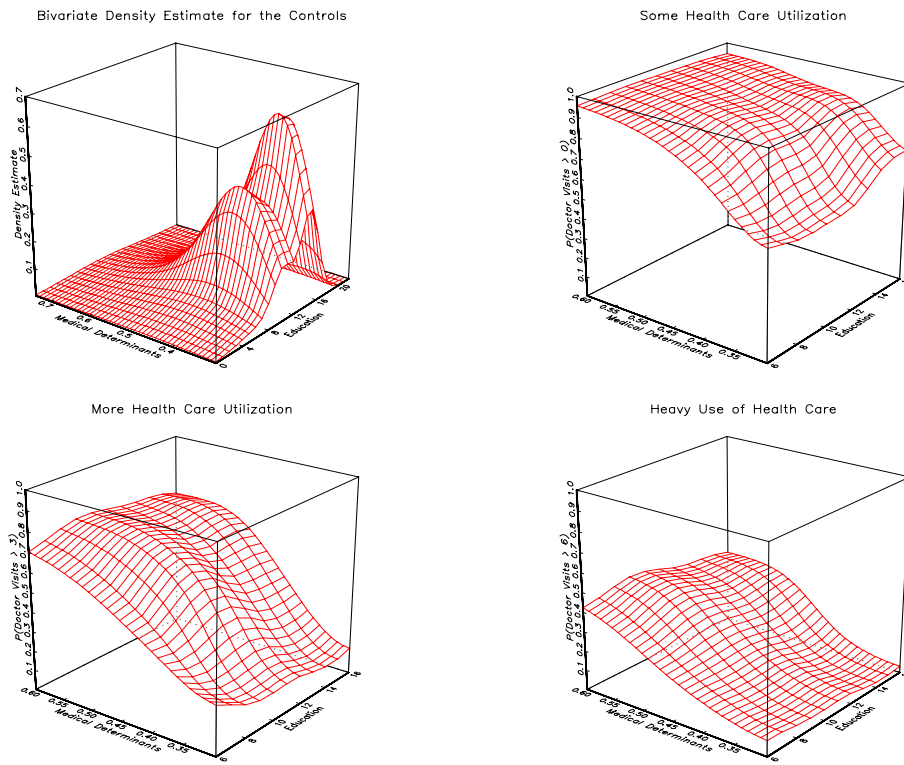 Bivariate Density Estimate for the Controls
Density Estimate
0.1 0.2 0.3 0.4 0.5 0.6 0.7
Medical Determinants
0.7 0.6 0.5 0.4
Education
0 4 8 12 16 20
Some Health Care Utilization
P(Doctor Visits > 0)
0.1 0.2 0.3 0.4 0.5 0.6 0.7 0.8 0.9 1.0
Medical Determinants
0.60 0.55 0.50 0.45 0.40 0.35
Education
6 8 10 12 14
More Health Care Utilization
P(Doctor Visits > 3)
0.1 0.2 0.3 0.4 0.5 0.6 0.7 0.8 0.9 1.0
Medical Determinants
0.60 0.55 0.50 0.45 0.40 0.35
Education
6 8 10 12 14 16
Heavy Use of Health Care
P(Doctor Visits > 6)
0.1 0.2 0.3 0.4 0.5 0.6 0.7 0.8 0.9 1.0
Medical Determinants
0.60 0.55 0.50 0.45 0.40 0.35
Education
6 8 10 12 14